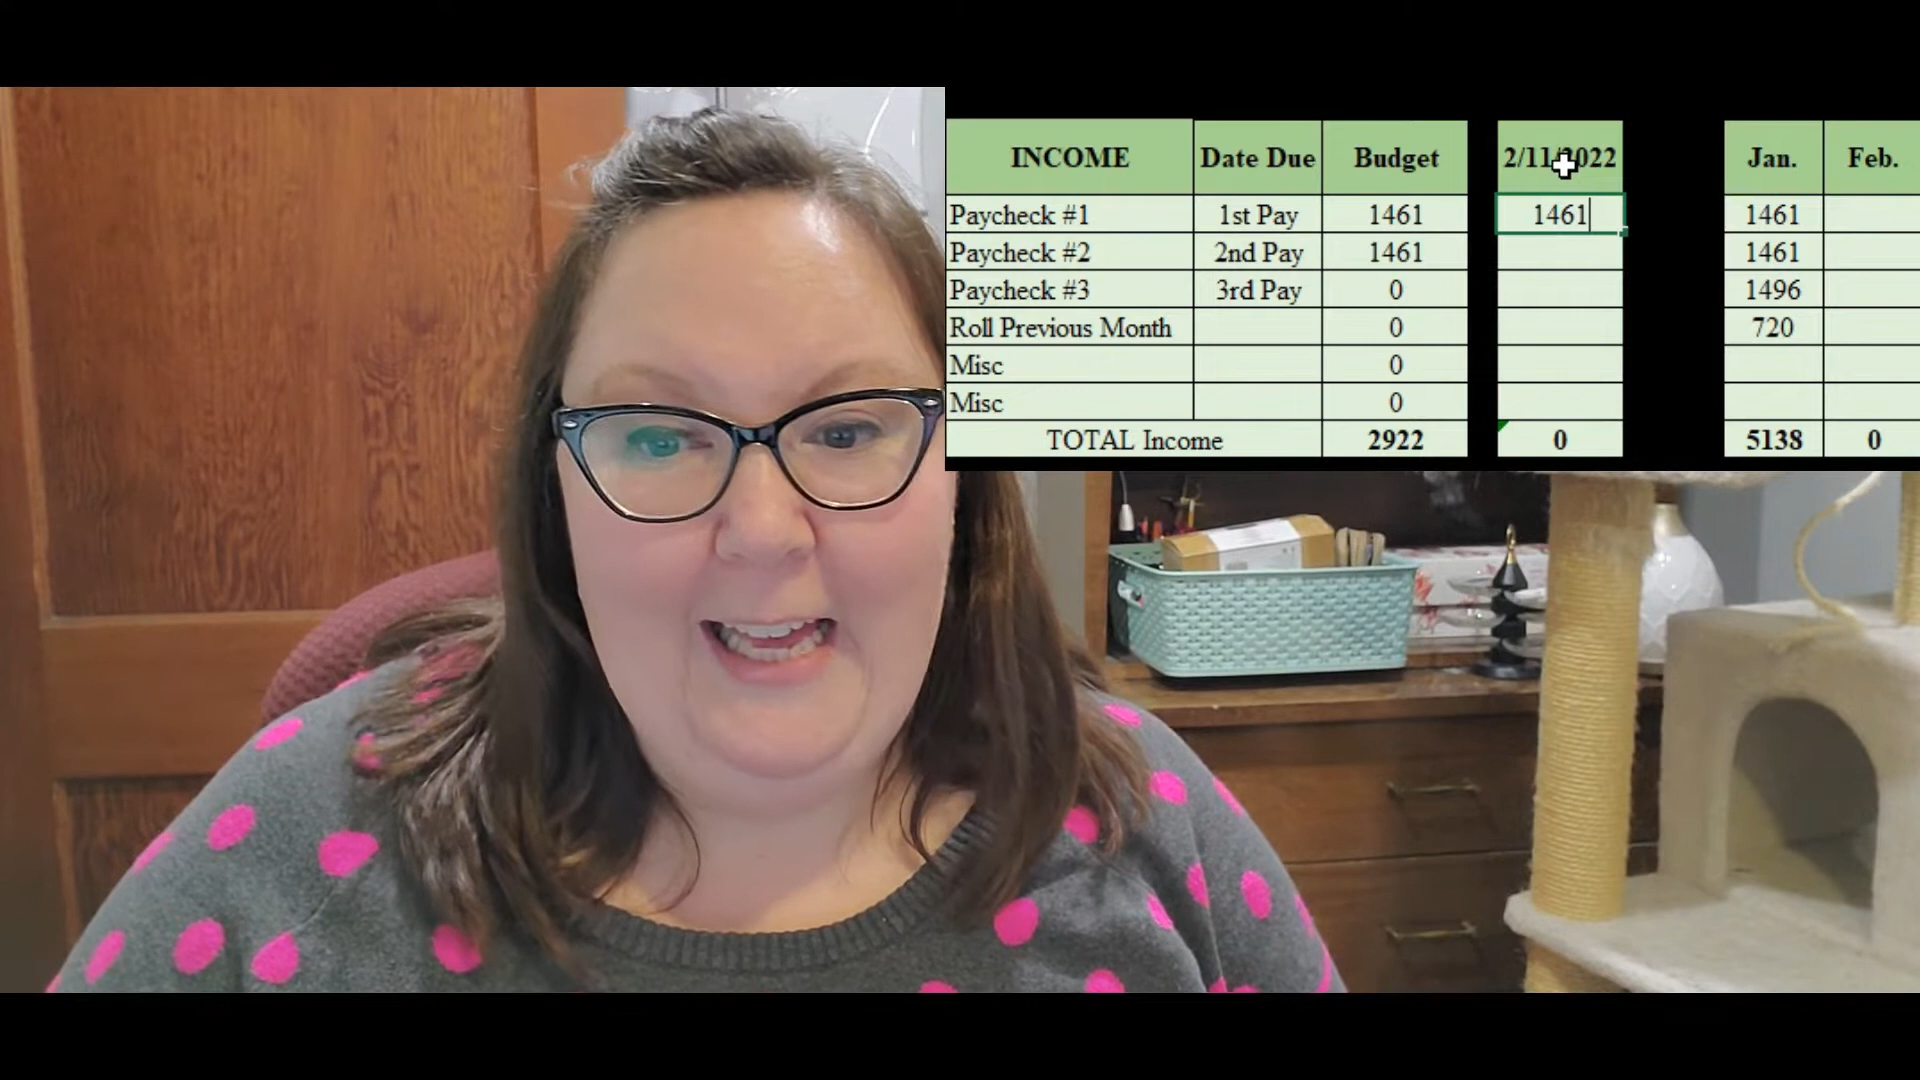 INCOME Date Due Budget 2/11/2022 Jan. Feb.
Paycheck #1 1st Pay 1461 1461 1461
Paycheck #2 2nd Pay 1461 1461
Paycheck #3 3rd Pay 0 1496
Roll Previous Month 0 720
Misc 0
Misc 0
TOTAL Income 2922 0 5138 0